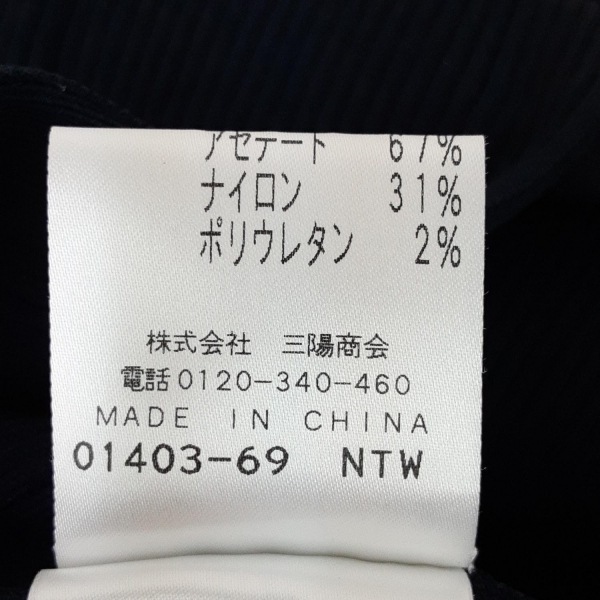 アセテート 67%
ナイロン 31%
ポリウレタン 2%
株式会社 三陽商会
電話0120-340-460
MADE IN CHINA
01403-69 NTW